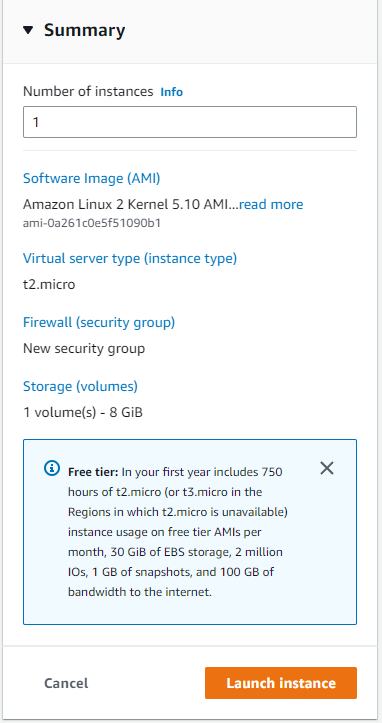 Summary
Number of instances Info
1
Software Image (AMI)
Amazon Linux 2 Kernel 5.10 AMI...read more
ami-0a261c0e5f51090b1
Virtual server type (instance type)
t2.micro
Firewall (security group)
New security group
Storage (volumes)
1 volume(s) - 8 GiB
Free tier: In your first year includes 750
hours of t2.micro (or t3.micro in the
Regions in which t2.micro is unavailable)
instance usage on free tier AMIs per
month, 30 GiB of EBS storage, 2 million
IOs, 1 GB of snapshots, and 100 GB of
bandwidth to the internet.
Cancel
Launch instance